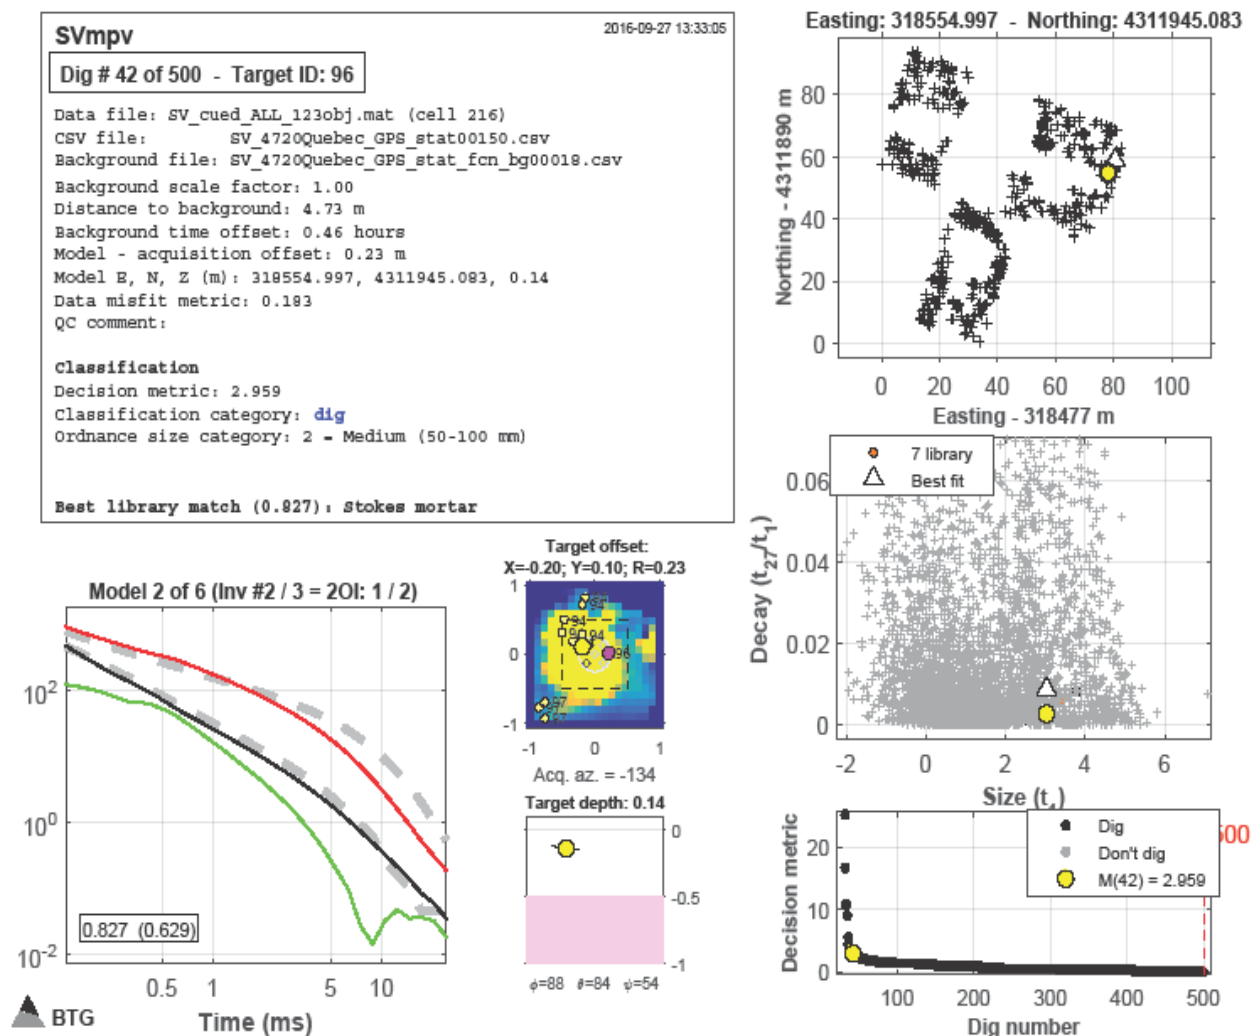 SVmpv
2016-09-27 13:33:05
Dig # 42 of 500 - Target ID: 96
Data file: SV_cued_ALL_123obj.mat (cell 216)
CSV file: SV_4720Quebec_GPS_stat00150.csv
Background file: SV_4720Quebec_GPS_stat_fcn_bg00018.csv
Background scale factor: 1.00
Distance to background: 4.73 m
Background time offset: 0.46 hours
Model - acquisition offset: 0.23 m
Model E, N, Z (m): 318554.997, 4311945.083, 0.14
Data misfit metric: 0.183
QC comment:
Classification
Decision metric: 2.959
Classification category: dig
Ordnance size category: 2 - Medium (50-100 mm)
Best library match (0.827): Stokes mortar
Easting: 318554.997 - Northing: 4311945.083
Northing - 4311890 m
80
60
40
20
0
0 20 40 60 80 100
Easting - 318477 m
7 library
Best fit
Decay (t27/t1)
0.06
0.04
0.02
0
-2 0 2 4 6
Size (t1)
Model 2 of 6 (Inv #2 / 3 = 2OI: 1 / 2)
10^2
10^0
10^-2
0.827 (0.629)
0.5 1 5 10
Time (ms)
BTG
Target offset:
X=-0.20; Y=0.10; R=0.23
1
0
-1
94
94
94
96
97
-1 0 1
Acq. az. = -134
Target depth: 0.14
0
-0.5
-1
ϕ=88 θ=84 ψ=54
Decision metric
20
10
0
Dig
Don't dig
M(42) = 2.959
500
100 200 300 400 500
Dig number